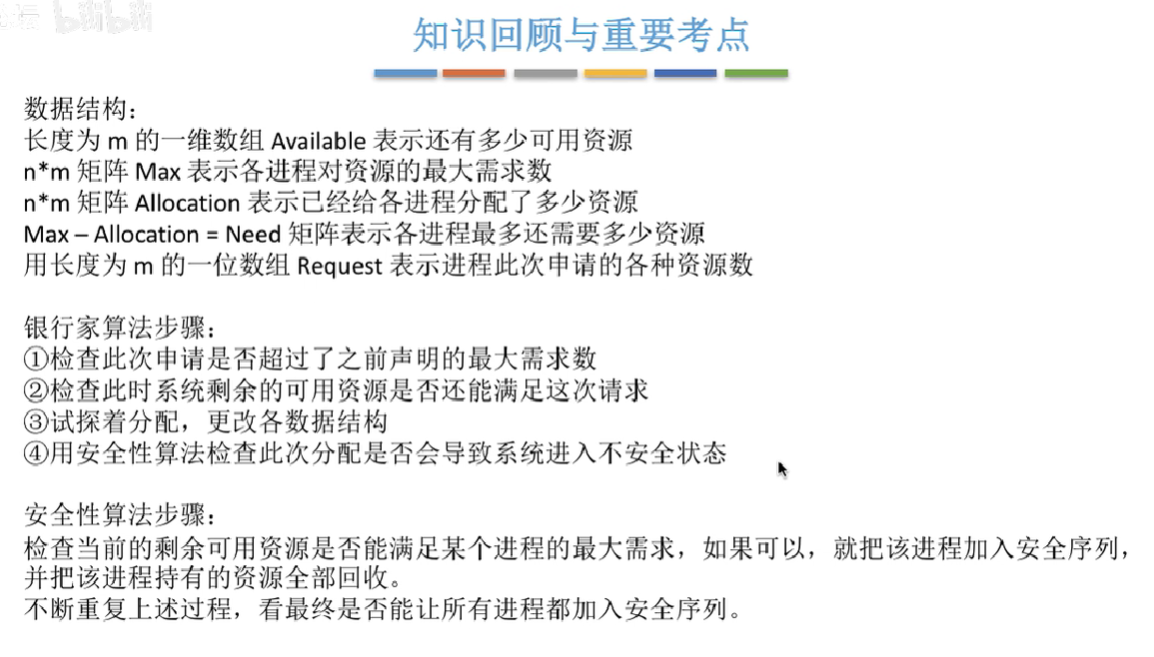 bilibili
知识回顾与重要考点
数据结构：
长度为 m 的一维数组 Available 表示还有多少可用资源
n*m 矩阵 Max 表示各进程对资源的最大需求数
n*m 矩阵 Allocation 表示已经给各进程分配了多少资源
Max – Allocation = Need 矩阵表示各进程最多还需要多少资源
用长度为 m 的一位数组 Request 表示进程此次申请的各种资源数
银行家算法步骤：
①检查此次申请是否超过了之前声明的最大需求数
②检查此时系统剩余的可用资源是否还能满足这次请求
③试探着分配，更改各数据结构
④用安全性算法检查此次分配是否会导致系统进入不安全状态
安全性算法步骤：
检查当前的剩余可用资源是否能满足某个进程的最大需求，如果可以，就把该进程加入安全序列，
并把该进程持有的资源全部回收。
不断重复上述过程，看最终是否能让所有进程都加入安全序列。